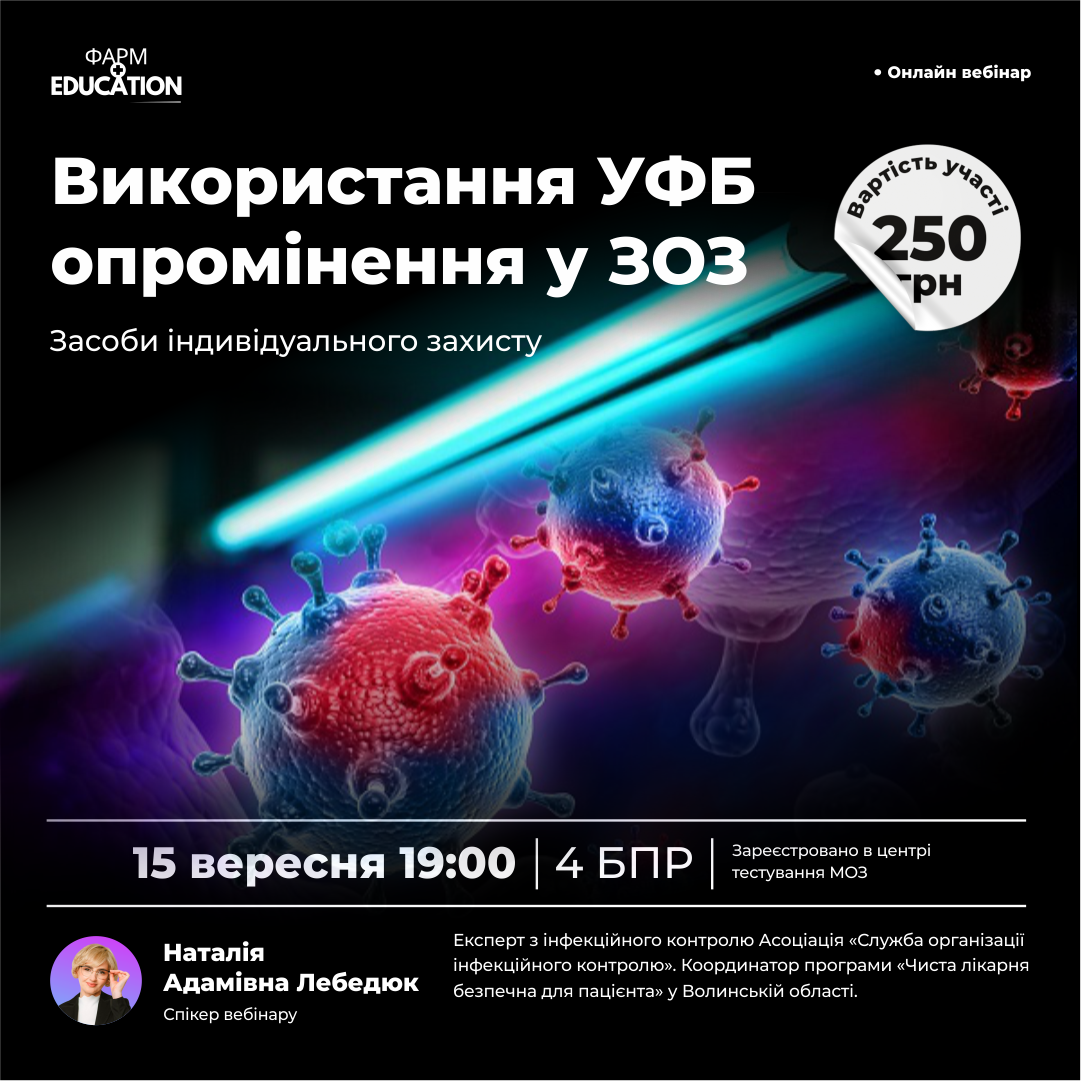 ФАРМ
EDUCATION
• Онлайн вебінар
Використання УФБ
опромінення у ЗОЗ
Засоби індивідуального захисту
Вартість участі
250
грн
15 вересня 19:00
4 БПР
Зареєстровано в центрі
тестування МОЗ
Наталія
Адамівна Лебедюк
Спікер вебінару
Експерт з інфекційного контролю Асоціація «Служба організації
інфекційного контролю». Координатор програми «Чиста лікарня
безпечна для пацієнта» у Волинській області.